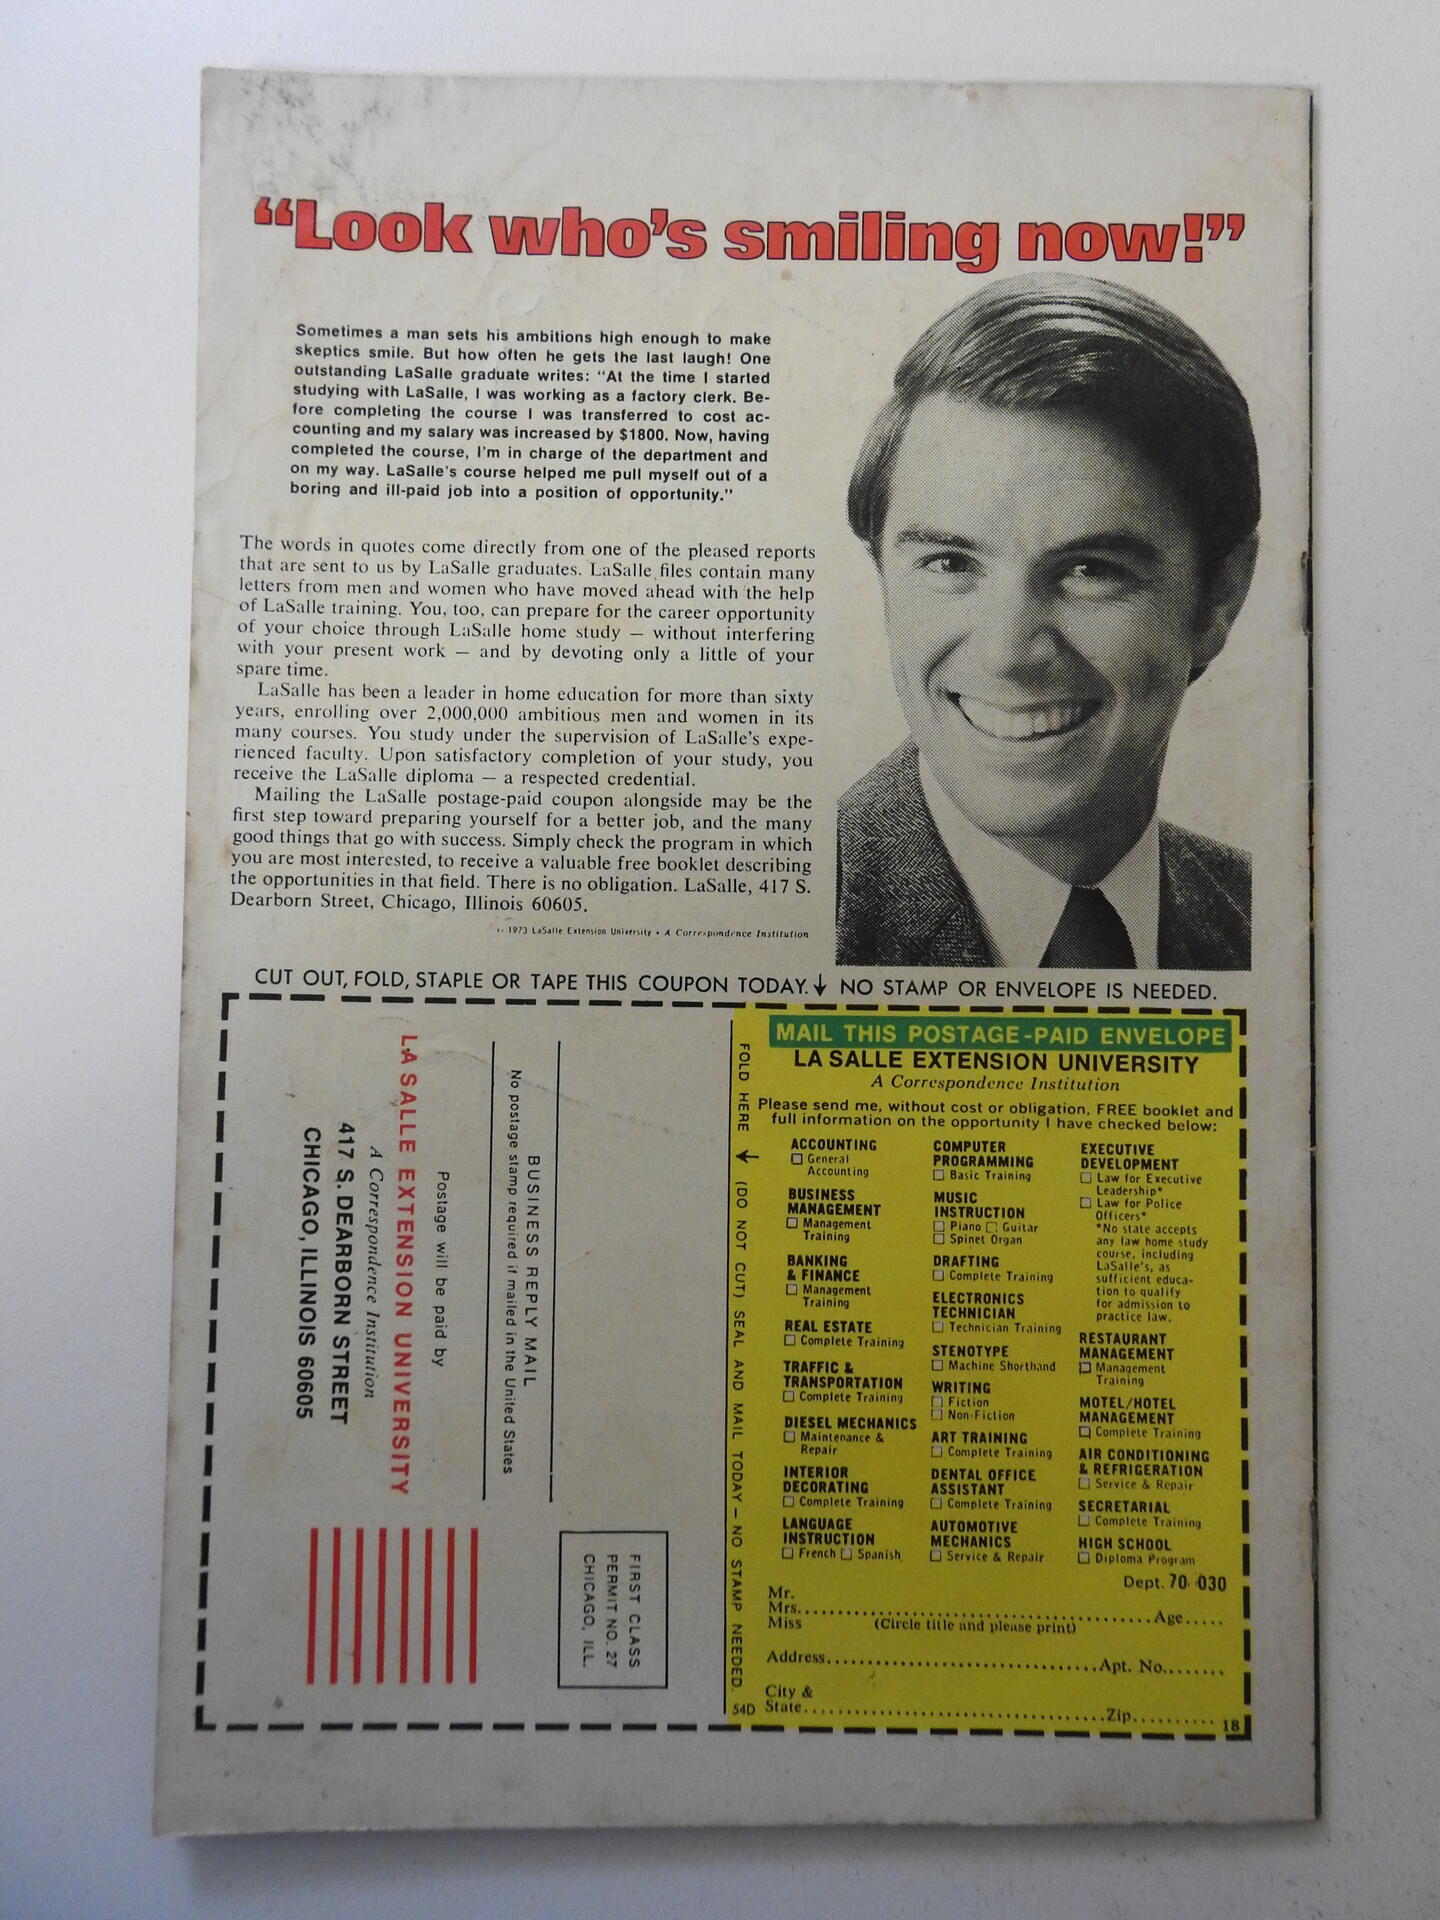 “Look who’s smiling now!”
Sometimes a man sets his ambitions high enough to make
skeptics smile. But how often he gets the last laugh! One
outstanding LaSalle graduate writes: “At the time I started
studying with LaSalle, I was working as a factory clerk. Be-
fore completing the course I was transferred to cost ac-
counting and my salary was increased by $1800. Now, having
completed the course, I’m in charge of the department and
on my way. LaSalle’s course helped me pull myself out of a
boring and ill-paid job into a position of opportunity.”
The words in quotes come directly from one of the pleased reports
that are sent to us by LaSalle graduates. LaSalle files contain many
letters from men and women who have moved ahead with the help
of LaSalle training. You, too, can prepare for the career opportunity
of your choice through LaSalle home study — without interfering
with your present work — and by devoting only a little of your
spare time.
LaSalle has been a leader in home education for more than sixty
years, enrolling over 2,000,000 ambitious men and women in its
many courses. You study under the supervision of LaSalle’s expe-
rienced faculty. Upon satisfactory completion of your study, you
receive the LaSalle diploma — a respected credential.
Mailing the LaSalle postage-paid coupon alongside may be the
first step toward preparing yourself for a better job, and the many
good things that go with success. Simply check the program in which
you are most interested, to receive a valuable free booklet describing
the opportunities in that field. There is no obligation. LaSalle, 417 S.
Dearborn Street, Chicago, Illinois 60605.
1973 LaSalle Extension University • A Correspondence Institution
CUT OUT, FOLD, STAPLE OR TAPE THIS COUPON TODAY.↓ NO STAMP OR ENVELOPE IS NEEDED.
FIRST CLASS
PERMIT NO. 27
CHICAGO, ILL.
BUSINESS REPLY MAIL
No postage stamp required if mailed in the United States
Postage will be paid by
LA SALLE EXTENSION UNIVERSITY
A Correspondence Institution
417 S. DEARBORN STREET
CHICAGO, ILLINOIS 60605
FOLD HERE → (DO NOT CUT) SEAL AND MAIL TODAY — NO STAMP NEEDED.
54D
MAIL THIS POSTAGE-PAID ENVELOPE
LA SALLE EXTENSION UNIVERSITY
A Correspondence Institution
Please send me, without cost or obligation, FREE booklet and
full information on the opportunity I have checked below:
ACCOUNTING
☐ General
Accounting
BUSINESS
MANAGEMENT
☐ Management
Training
BANKING
& FINANCE
☐ Management
Training
REAL ESTATE
☐ Complete Training
TRAFFIC &
TRANSPORTATION
☐ Complete Training
DIESEL MECHANICS
☐ Maintenance &
Repair
INTERIOR
DECORATING
☐ Complete Training
LANGUAGE
INSTRUCTION
☐ French ☐ Spanish
COMPUTER
PROGRAMMING
☐ Basic Training
MUSIC
INSTRUCTION
☐ Piano ☐ Guitar
☐ Spinet Organ
DRAFTING
☐ Complete Training
ELECTRONICS
TECHNICIAN
☐ Technician Training
STENOTYPE
☐ Machine Shorthand
WRITING
☐ Fiction
☐ Non-Fiction
ART TRAINING
☐ Complete Training
DENTAL OFFICE
ASSISTANT
☐ Complete Training
AUTOMOTIVE
MECHANICS
☐ Service & Repair
EXECUTIVE
DEVELOPMENT
☐ Law for Executive
Leadership*
☐ Law for Police
Officers*
*No state accepts
any law home study
course, including
LaSalle’s, as
sufficient educa-
tion to qualify
for admission to
practice law.
RESTAURANT
MANAGEMENT
☐ Management
Training
MOTEL/HOTEL
MANAGEMENT
☐ Complete Training
AIR CONDITIONING
& REFRIGERATION
☐ Service & Repair
SECRETARIAL
☐ Complete Training
HIGH SCHOOL
☐ Diploma Program
Dept. 70-030
Mr.
Mrs. Age
Miss (Circle title and please print)
Address Apt. No.
City &
State Zip
18